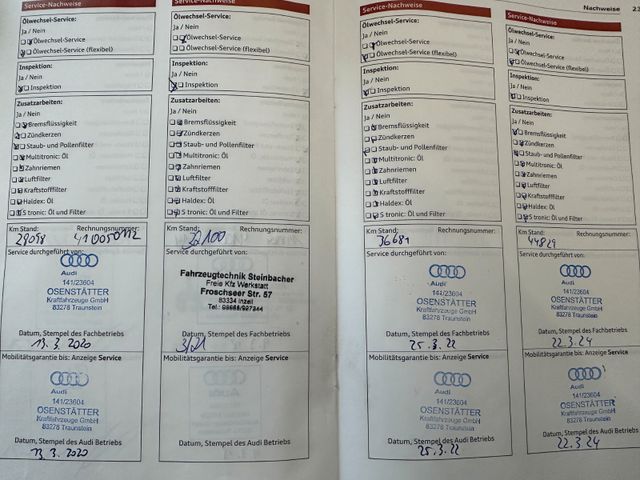 Service-Nachweise
Ölwechsel-Service:
Ja / Nein
Ölwechsel-Service
Ölwechsel-Service (flexibel)
Inspektion:
Ja / Nein
Inspektion
Zusatzarbeiten:
Ja / Nein
Bremsflüssigkeit
Zündkerzen
Staub- und Pollenfilter
Multitronic: Öl
Zahnriemen
Luftfilter
Kraftstofffilter
Haldex: Öl
S tronic: Öl und Filter
Km Stand: Rechnungsnummer:
Service durchgeführt von:
Audi
141/23604
OSENSTÄTTER
Kraftfahrzeuge GmbH
83278 Traunstein
Datum, Stempel des Fachbetriebs
13.3.2020
Mobilitätsgarantie bis: Anzeige Service
Audi
141/23604
OSENSTÄTTER
Kraftfahrzeuge GmbH
83278 Traunstein
Datum, Stempel des Audi Betriebs
13.3.2020
Service-Nachweise
Ölwechsel-Service:
Ja / Nein
Ölwechsel-Service
Ölwechsel-Service (flexibel)
Inspektion:
Ja / Nein
Inspektion
Zusatzarbeiten:
Ja / Nein
Bremsflüssigkeit
Zündkerzen
Staub- und Pollenfilter
Multitronic: Öl
Zahnriemen
Luftfilter
Kraftstofffilter
Haldex: Öl
S tronic: Öl und Filter
Km Stand: Rechnungsnummer:
Service durchgeführt von:
Fahrzeugtechnik Steinbacher
Freie Kfz Werkstatt
Froschseer Str. 57
83334 Inzell
Datum, Stempel des Fachbetriebs
3/21
Mobilitätsgarantie bis: Anzeige Service
Datum, Stempel des Audi Betriebs
Service-Nachweise
Ölwechsel-Service:
Ja / Nein
Ölwechsel-Service
Ölwechsel-Service (flexibel)
Inspektion:
Ja / Nein
Inspektion
Zusatzarbeiten:
Ja / Nein
Bremsflüssigkeit
Zündkerzen
Staub- und Pollenfilter
Multitronic: Öl
Zahnriemen
Luftfilter
Kraftstofffilter
Haldex: Öl
S tronic: Öl und Filter
Km Stand: Rechnungsnummer:
36681
Service durchgeführt von:
Audi
141/23604
OSENSTÄTTER
Kraftfahrzeuge GmbH
83278 Traunstein
Datum, Stempel des Fachbetriebs
25.3.22
Mobilitätsgarantie bis: Anzeige Service
Audi
141/23604
OSENSTÄTTER
Kraftfahrzeuge GmbH
83278 Traunstein
Datum, Stempel des Audi Betriebs
25.3.22
Nachweise 23
Service-Nachweise
Ölwechsel-Service:
Ja / Nein
Ölwechsel-Service
Ölwechsel-Service (flexibel)
Inspektion:
Ja / Nein
Inspektion
Zusatzarbeiten:
Ja / Nein
Bremsflüssigkeit
Zündkerzen
Staub- und Pollenfilter
Multitronic: Öl
Zahnriemen
Luftfilter
Kraftstofffilter
Haldex: Öl
S tronic: Öl und Filter
Km Stand: Rechnungsnummer:
44829
Service durchgeführt von:
Audi
141/23604
OSENSTÄTTER
Kraftfahrzeuge GmbH
83278 Traunstein
Datum, Stempel des Fachbetriebs
22.3.24
Mobilitätsgarantie bis: Anzeige Service
Audi
141/23604
OSENSTÄTTER
Kraftfahrzeuge GmbH
83278 Traunstein
Datum, Stempel des Audi Betriebs
22.3.24